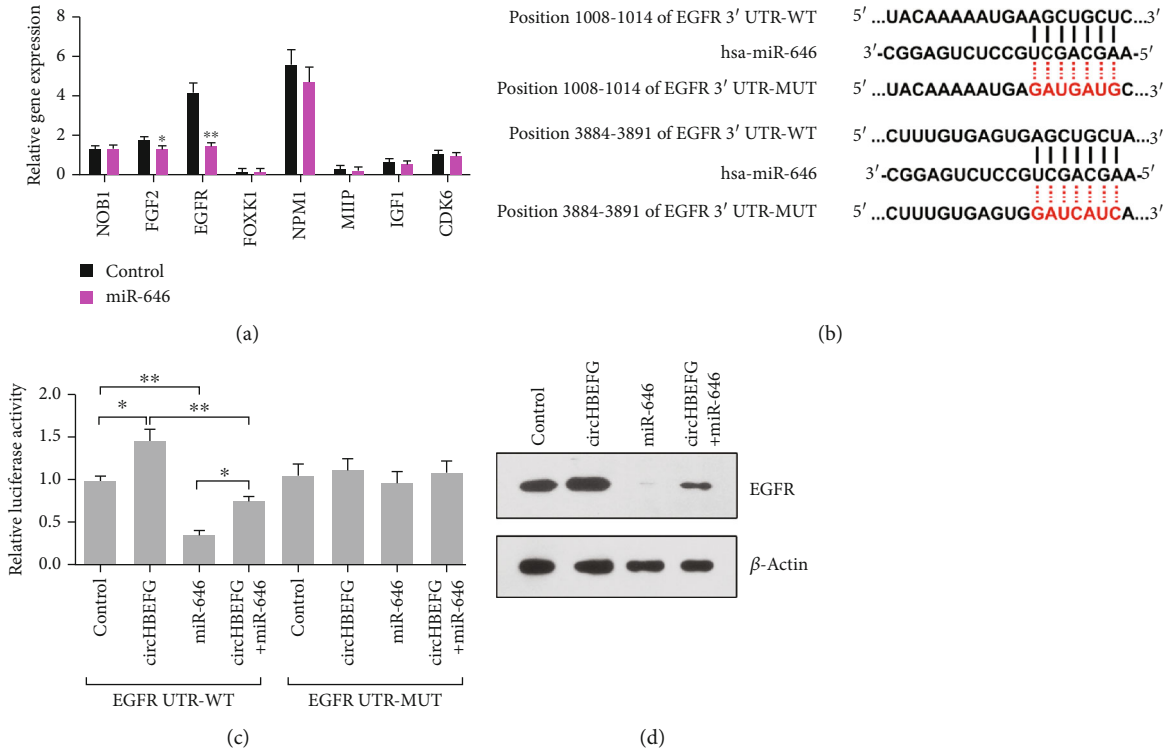 Relative gene expression
6
4
2
0
* ** 
NOB1 FGF2 EGFR FOXK1 NPM1 MIIP IGF1 CDK6
Control
miR-646
(a)
Position 1008-1014 of EGFR 3′ UTR-WT 5′ ...UACAAAAAUGAAGCUGCUC...3′
hsa-miR-646 3′-CGGAGUCUCCGUCGACGAA-5′
Position 1008-1014 of EGFR 3′ UTR-MUT 5′ ...UACAAAAAUGAGAUGAUGC...3′
Position 3884-3891 of EGFR 3′ UTR-WT 5′ ...CUUUGUGAGUGAGCUGCUA...3′
hsa-miR-646 3′-CGGAGUCUCCGUCGACGAA-5′
Position 3884-3891 of EGFR 3′ UTR-MUT 5′ ...CUUUGUGAGUGGAUCAUCA...3′
(b)
Relative luciferase activity
2.0
1.5
1.0
0.5
0.0
**
* **
*
Control circHBEFG miR-646 circHBEFG +miR-646 Control circHBEFG miR-646 circHBEFG +miR-646
EGFR UTR-WT EGFR UTR-MUT
(c)
Control circHBEFG miR-646 circHBEFG +miR-646
EGFR
β-Actin
(d)